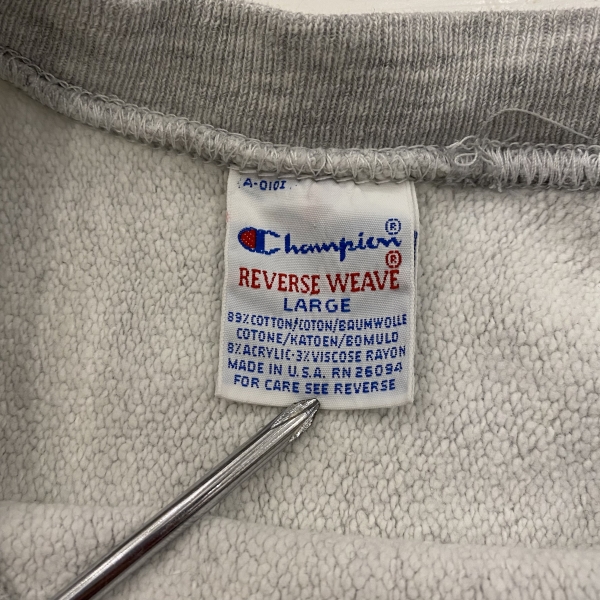 A-0101
Champion®
REVERSE WEAVE®
LARGE
89% COTTON/COTON/BAUMWOLLE
COTONE/KATOEN/BOMULD
8% ACRYLIC·3% VISCOSE RAYON
MADE IN U.S.A. RN 26094
FOR CARE SEE REVERSE